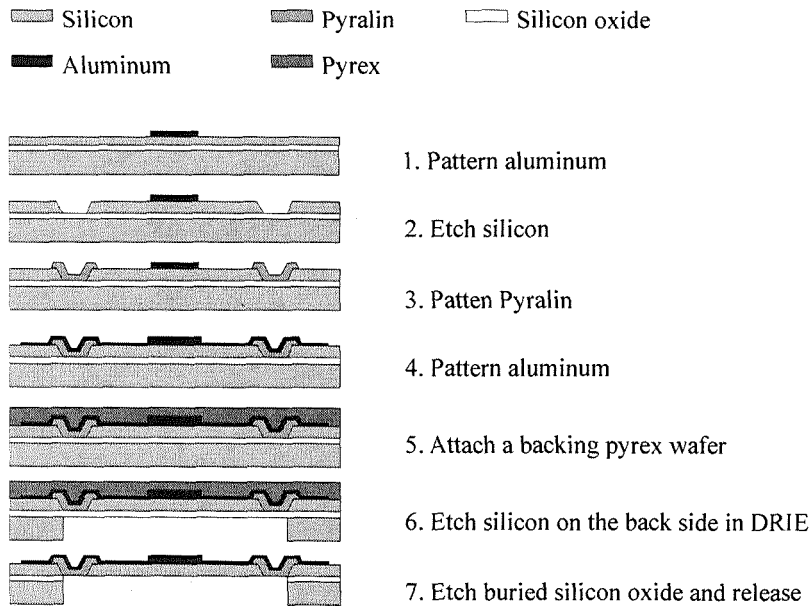 Silicon Pyralin Silicon oxide
Aluminum Pyrex
1. Pattern aluminum
2. Etch silicon
3. Patten Pyralin
4. Pattern aluminum
5. Attach a backing pyrex wafer
6. Etch silicon on the back side in DRIE
7. Etch buried silicon oxide and release